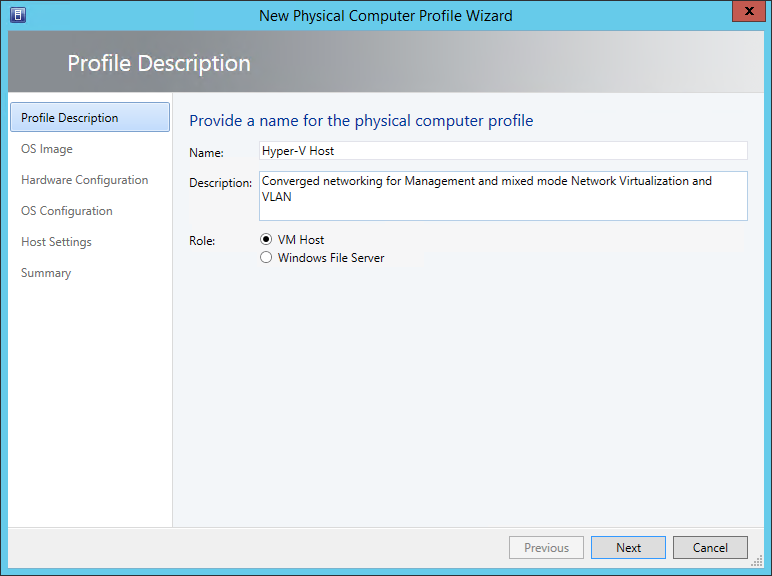 New Physical Computer Profile Wizard
Profile Description
Profile Description
OS Image
Hardware Configuration
OS Configuration
Host Settings
Summary
Provide a name for the physical computer profile
Name: Hyper-V Host
Description: Converged networking for Management and mixed mode Network Virtualization and
VLAN
Role: VM Host
Windows File Server
Previous Next Cancel